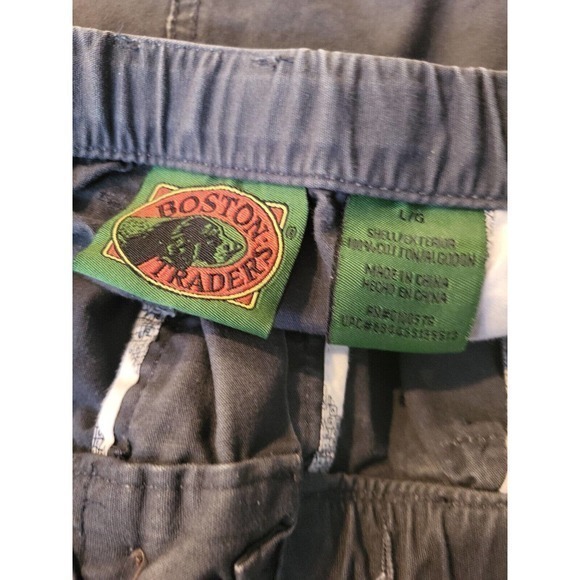 BOSTON
TRADERS
®
L/G
SHELL/EXTERIOR
100% COTTON/ALGODON
MADE IN CHINA
HECHO EN CHINA